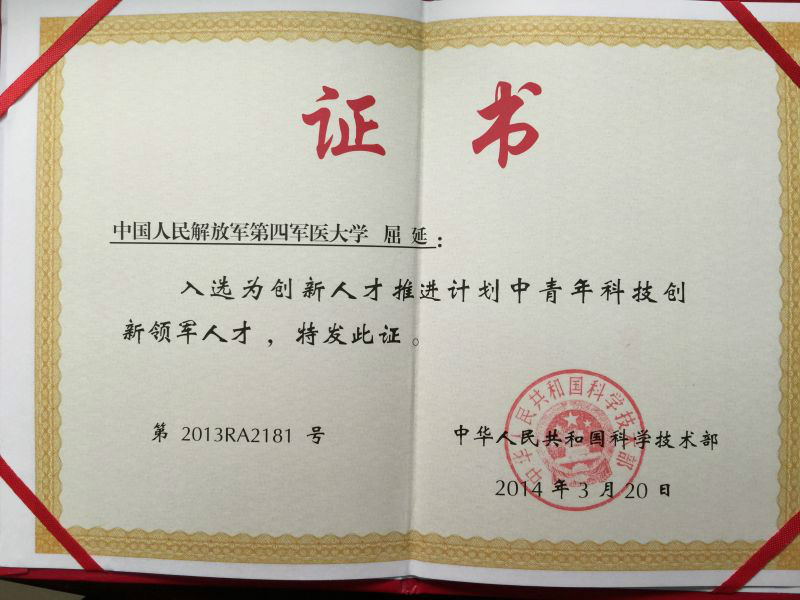 证书
中国人民解放军第四军医大学 屈延：
入选为创新人才推进计划中青年科技创
新领军人才，特发此证。
第 2013RA2181 号
中华人民共和国科学技术部
中华人民共和国科学技术部
2014 年 3 月 20 日